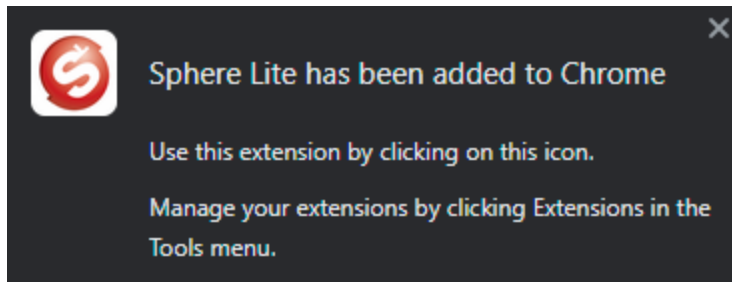 Sphere Lite has been added to Chrome
Use this extension by clicking on this icon.
Manage your extensions by clicking Extensions in the
Tools menu.